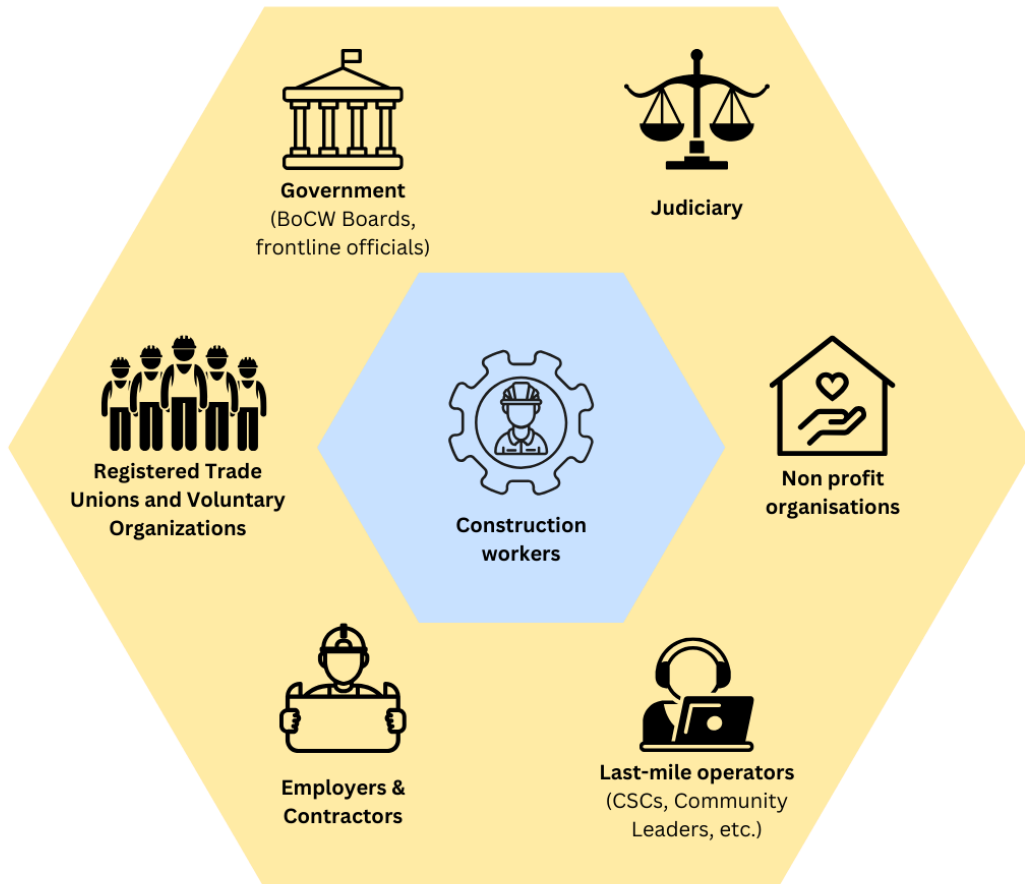 Government
(BoCW Boards,
frontline officials)
Judiciary
Registered Trade
Unions and Voluntary
Organizations
Construction
workers
Non profit
organisations
Employers &
Contractors
Last-mile operators
(CSCs, Community
Leaders, etc.)